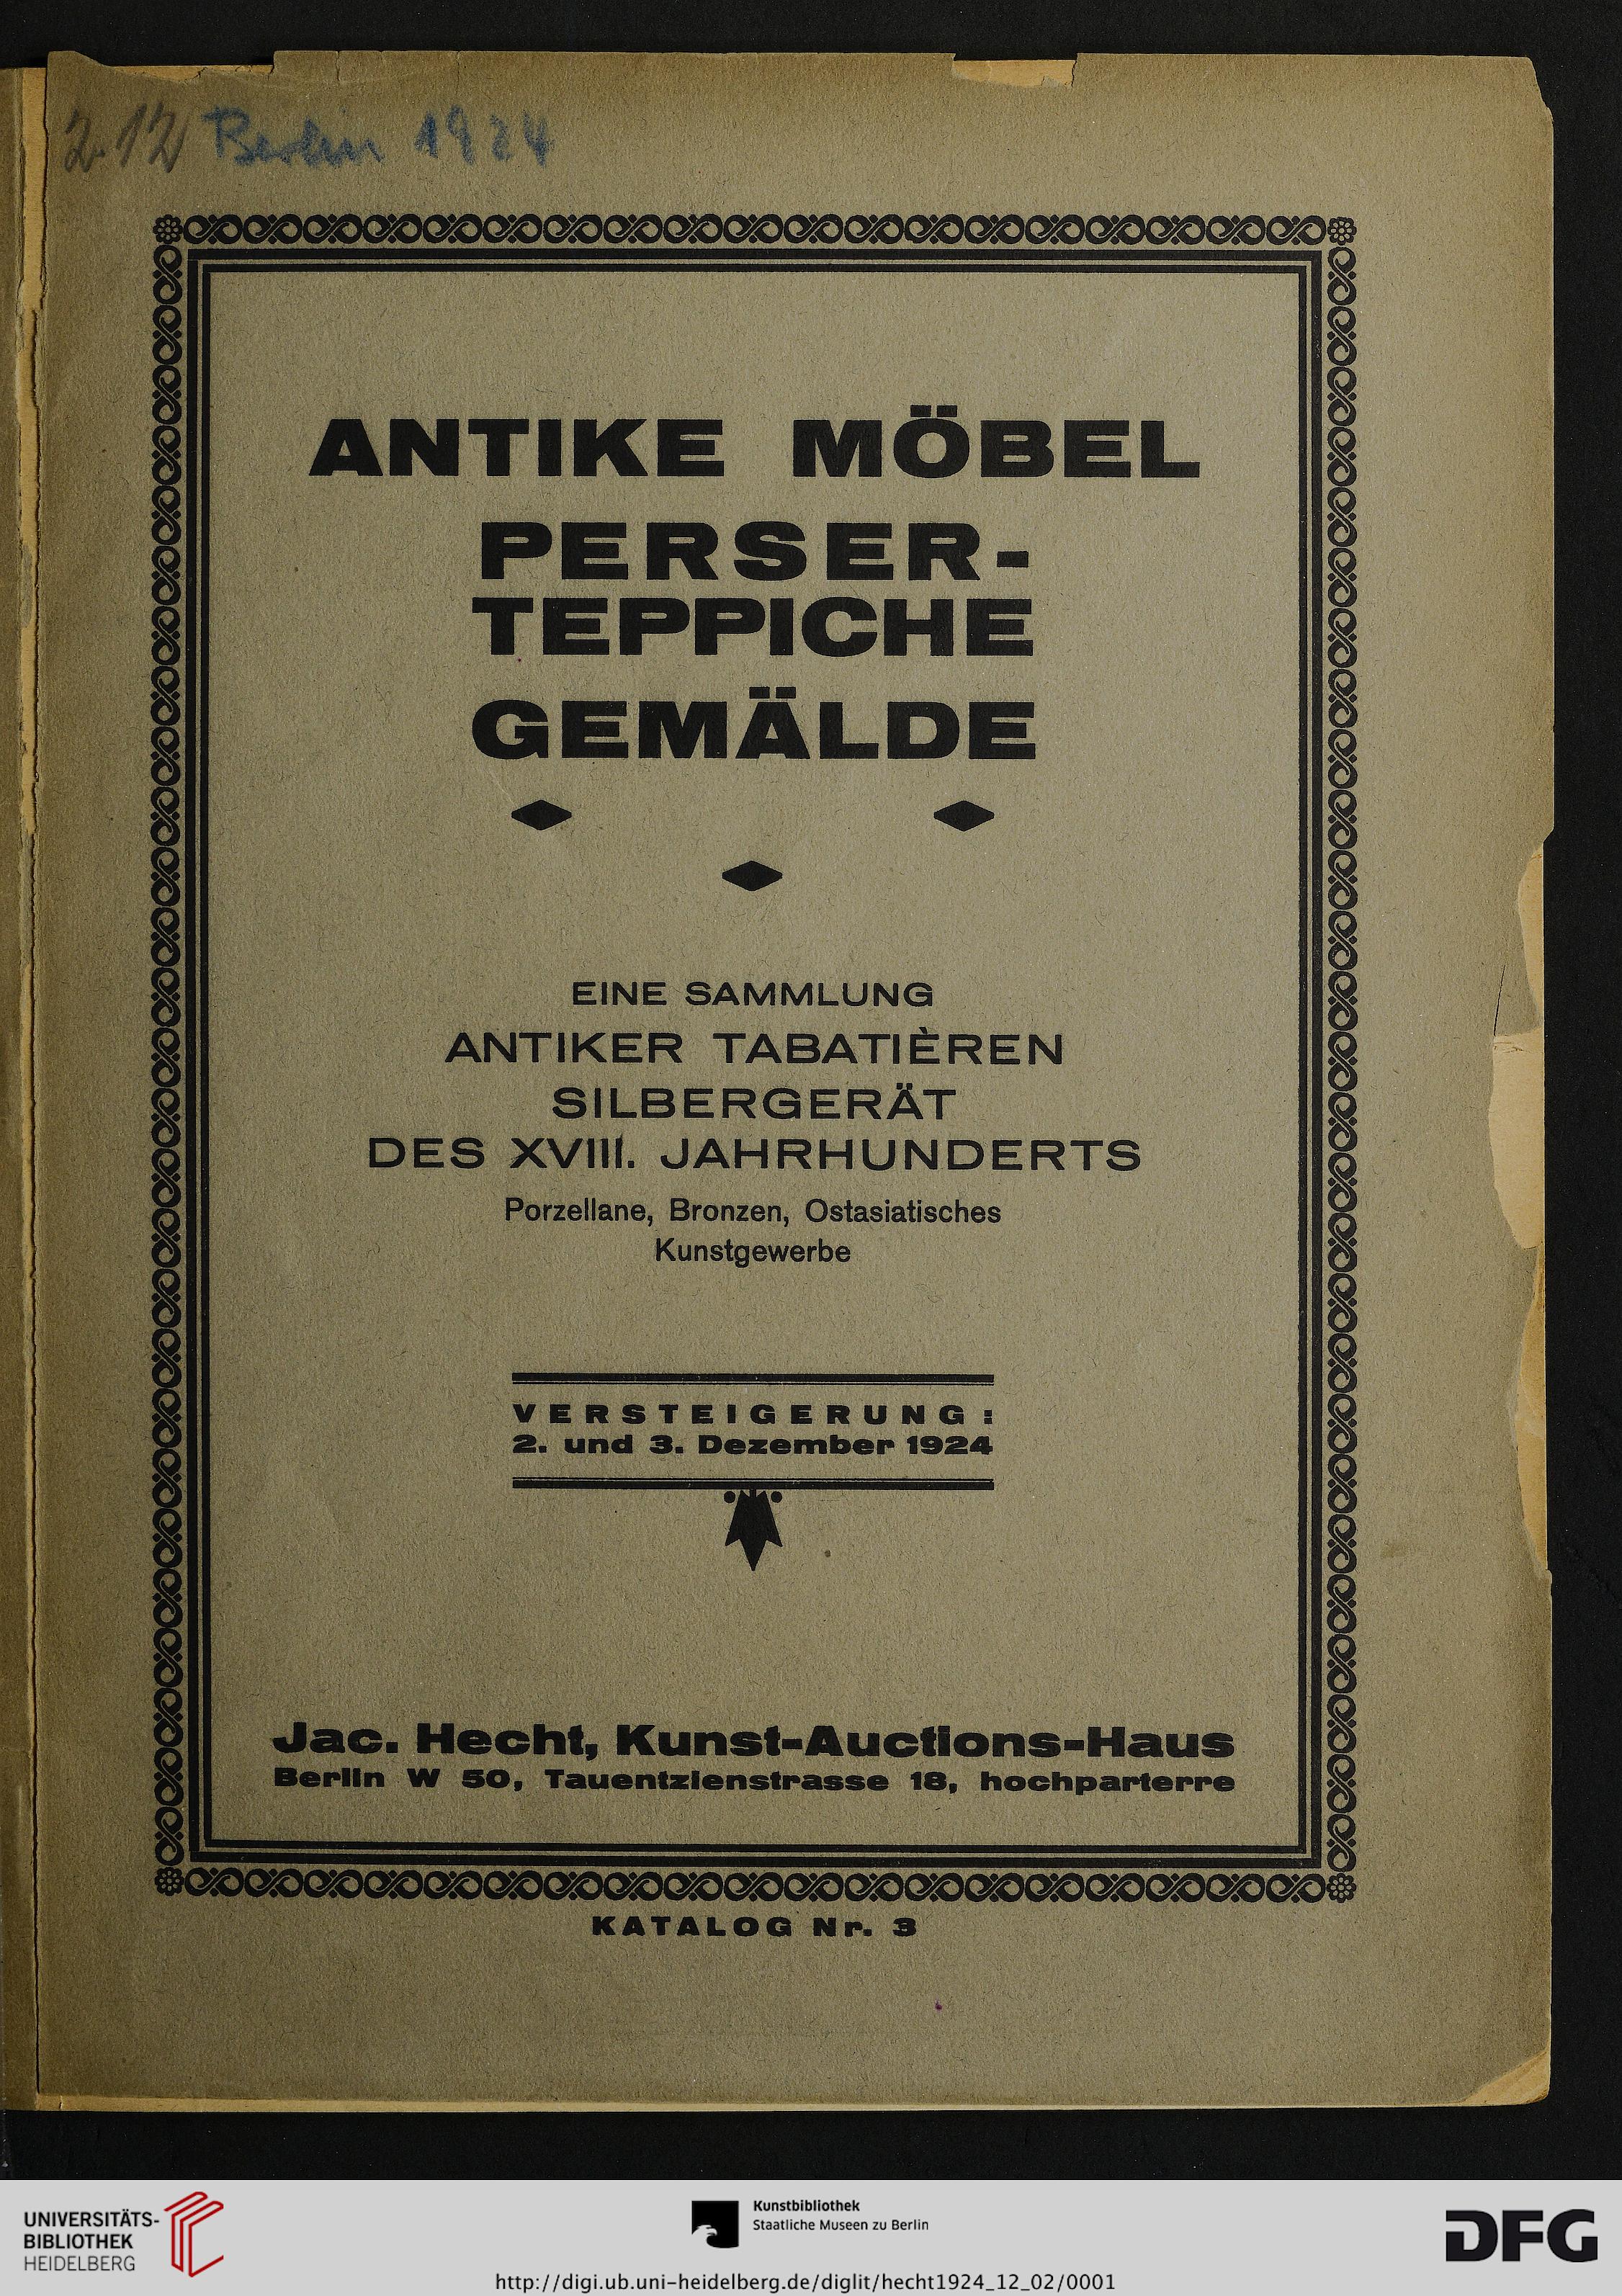 2.12 Berlin 1924
ANTIKE MÖBEL
PERSER-
TEPPICHE
GEMÄLDE
EINE SAMMLUNG
ANTIKER TABATIÈREN
SILBERGERÄT
DES XVIII. JAHRHUNDERTS
Porzellane, Bronzen, Ostasiatisches
Kunstgewerbe
VERSTEIGERUNG:
2. und 3. Dezember 1924
Jac. Hecht, Kunst-Auctions-Haus
Berlin W 50, Tauentzienstrasse 18, hochparterre
KATALOG Nr. 3
UNIVERSITÄTS-
BIBLIOTHEK
HEIDELBERG
Kunstbibliothek
Staatliche Museen zu Berlin
DFG
http://digi.ub.uni-heidelberg.de/diglit/hecht1924_12_02/0001